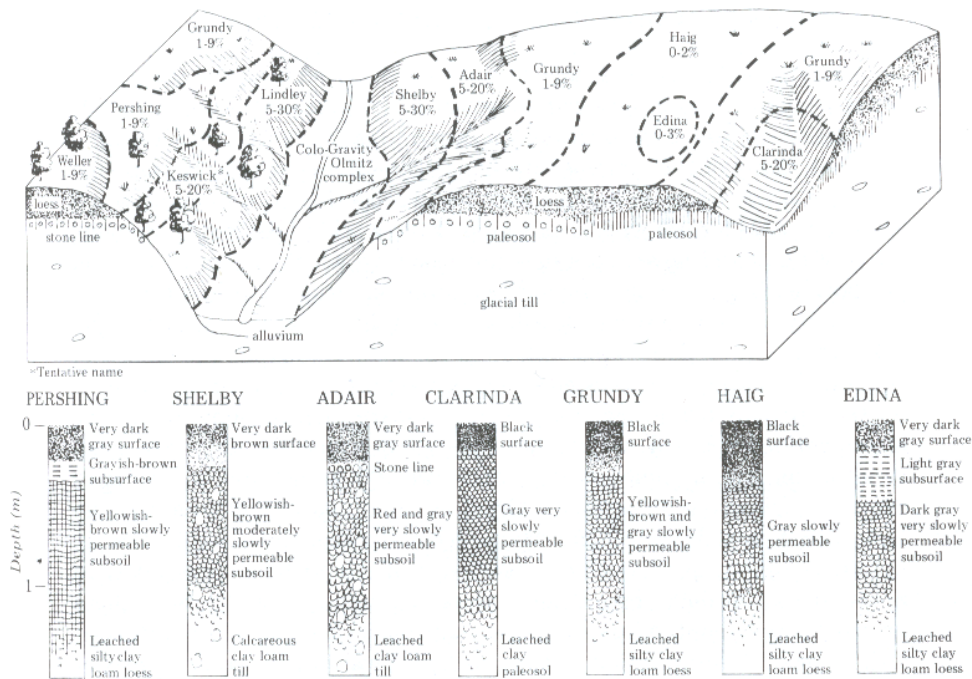 Grundy
1-9%
Pershing
1-9%
Weller
1-9%
Lindley
5-30%
Keswick*
5-20%
Colo-Gravity
Olmitz
complex
Shelby
5-30%
Adair
5-20%
Grundy
1-9%
Haig
0-2%
Edina
0-3%
Grundy
1-9%
Clarinda
5-20%
loess
stone line
loess
paleosol
paleosol
glacial till
alluvium
*Tentative name
PERSHING
SHELBY
ADAIR
CLARINDA
GRUNDY
HAIG
EDINA
Depth (m)
0
1
Very dark
gray surface
Grayish-brown
subsurface
Yellowish-
brown slowly
permeable
subsoil
Leached
silty clay
loam loess
Very dark
brown surface
Yellowish-
brown
moderately
slowly
permeable
subsoil
Calcareous
clay loam
till
Very dark
gray surface
Stone line
Red and gray
very slowly
permeable
subsoil
Leached
clay loam
till
Black
surface
Gray very
slowly
permeable
subsoil
Leached
clay
paleosol
Black
surface
Yellowish-
brown and
gray slowly
permeable
subsoil
Leached
silty clay
loam loess
Black
surface
Gray slowly
permeable
subsoil
Leached
silty clay
loam loess
Very dark
gray surface
Light gray
subsurface
Dark gray
very slowly
permeable
subsoil
Leached
silty clay
loam loess